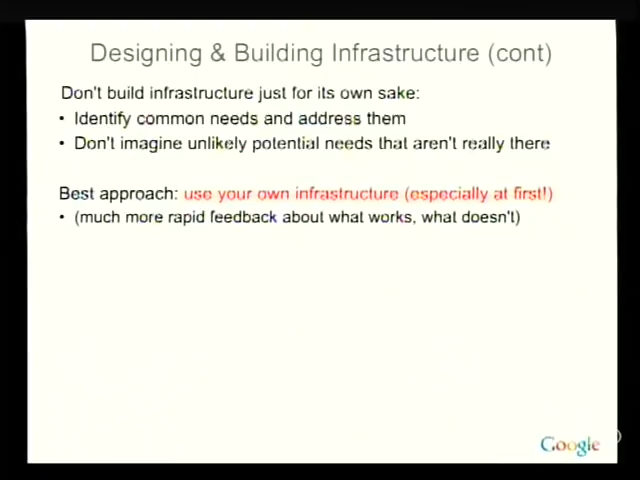 Designing & Building Infrastructure (cont)
Don't build infrastructure just for its own sake:
• Identify common needs and address them
• Don't imagine unlikely potential needs that aren't really there
Best approach: use your own infrastructure (especially at first!)
• (much more rapid feedback about what works, what doesn't)
Google